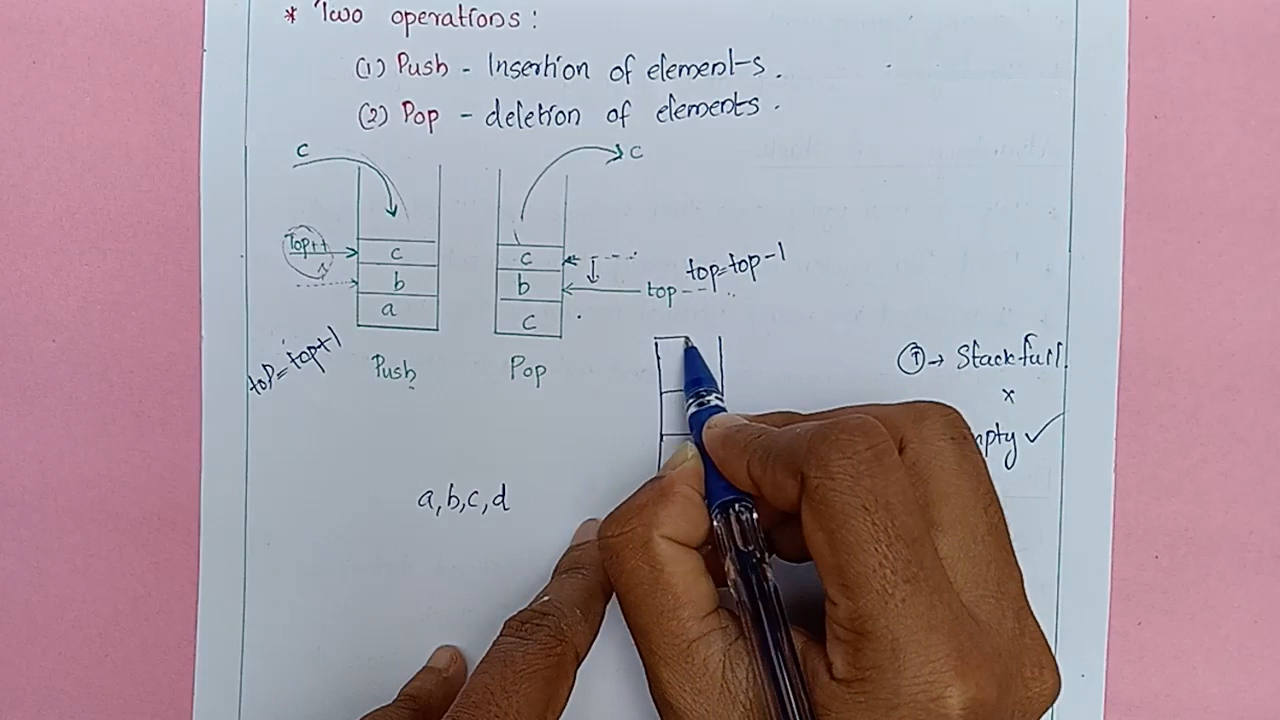 * Two operations:
(1) Push - Insertion of elements.
(2) Pop - deletion of elements.
c
c
Top++
c
b
a
c
b
c
top
top=top-1
top=top+1
Push
Pop
① → Stack full
x
✓
a,b,c,d